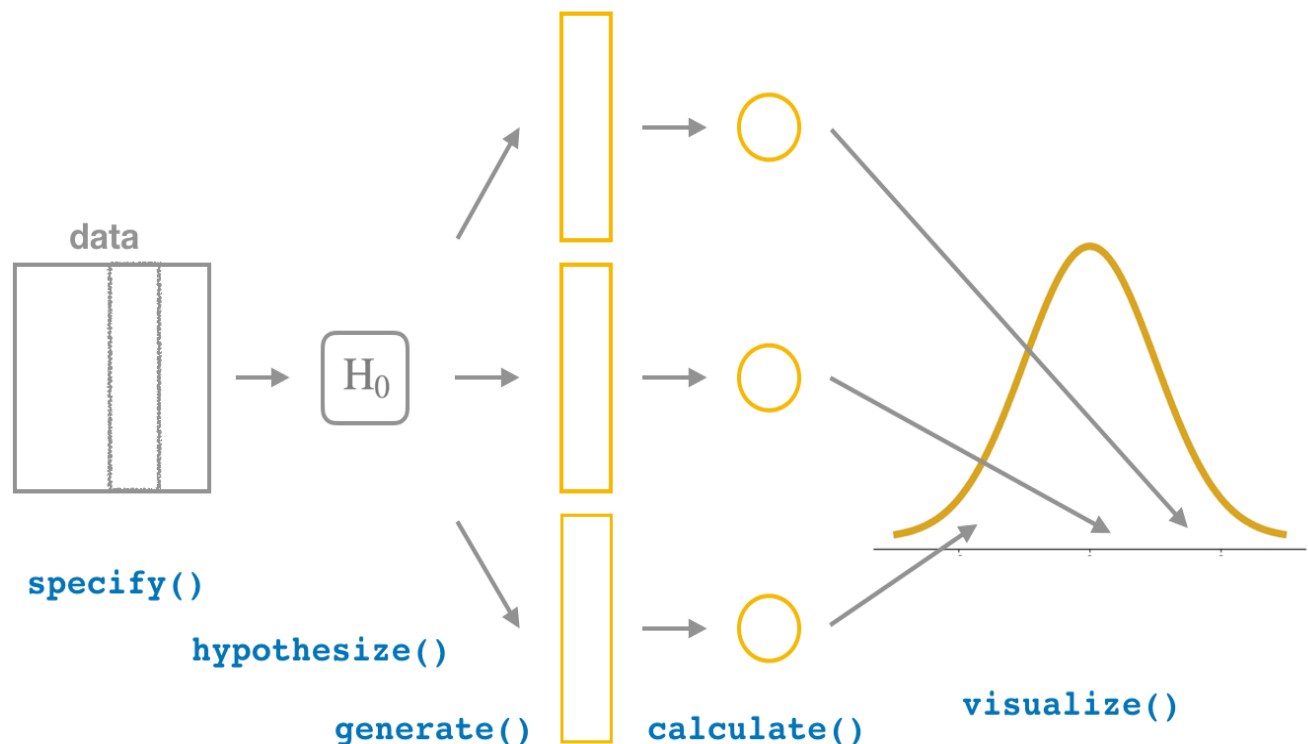 data
H₀
specify()
hypothesize()
generate()
calculate()
visualize()